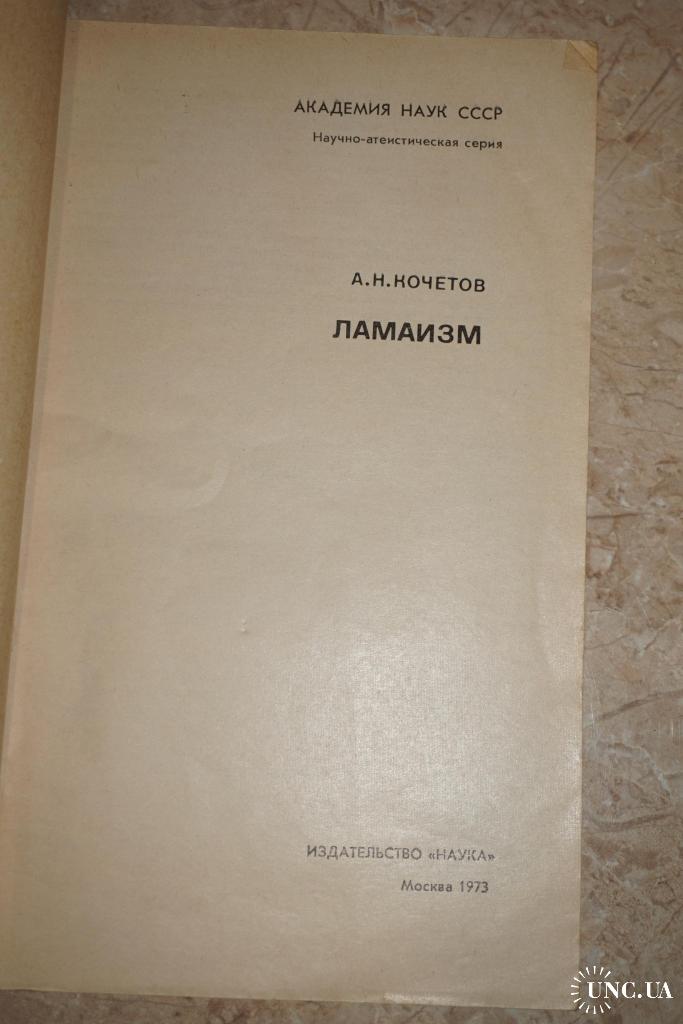 АКАДЕМИЯ НАУК СССР
Научно-атеистическая серия
А.Н.КОЧЕТОВ
ЛАМАИЗМ
ИЗДАТЕЛЬСТВО «НАУКА»
Москва 1973
UNC.UA